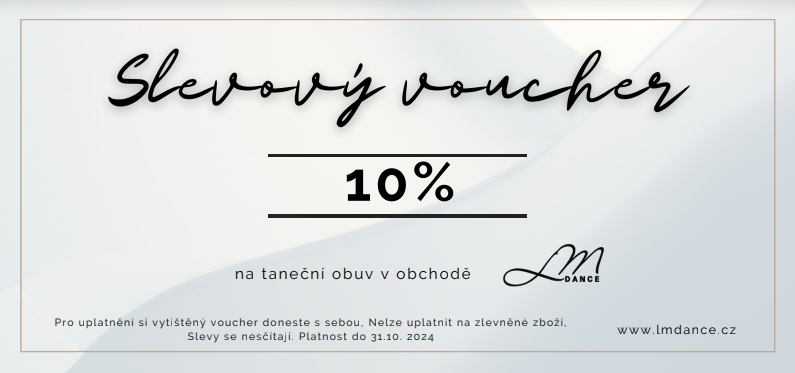 Slevový voucher
10%
na taneční obuv v obchodě LM DANCE
Pro uplatnění si vytištěný voucher doneste s sebou, Nelze uplatnit na zlevněné zboží,
Slevy se nesčítají. Platnost do 31.10. 2024
www.lmdance.cz